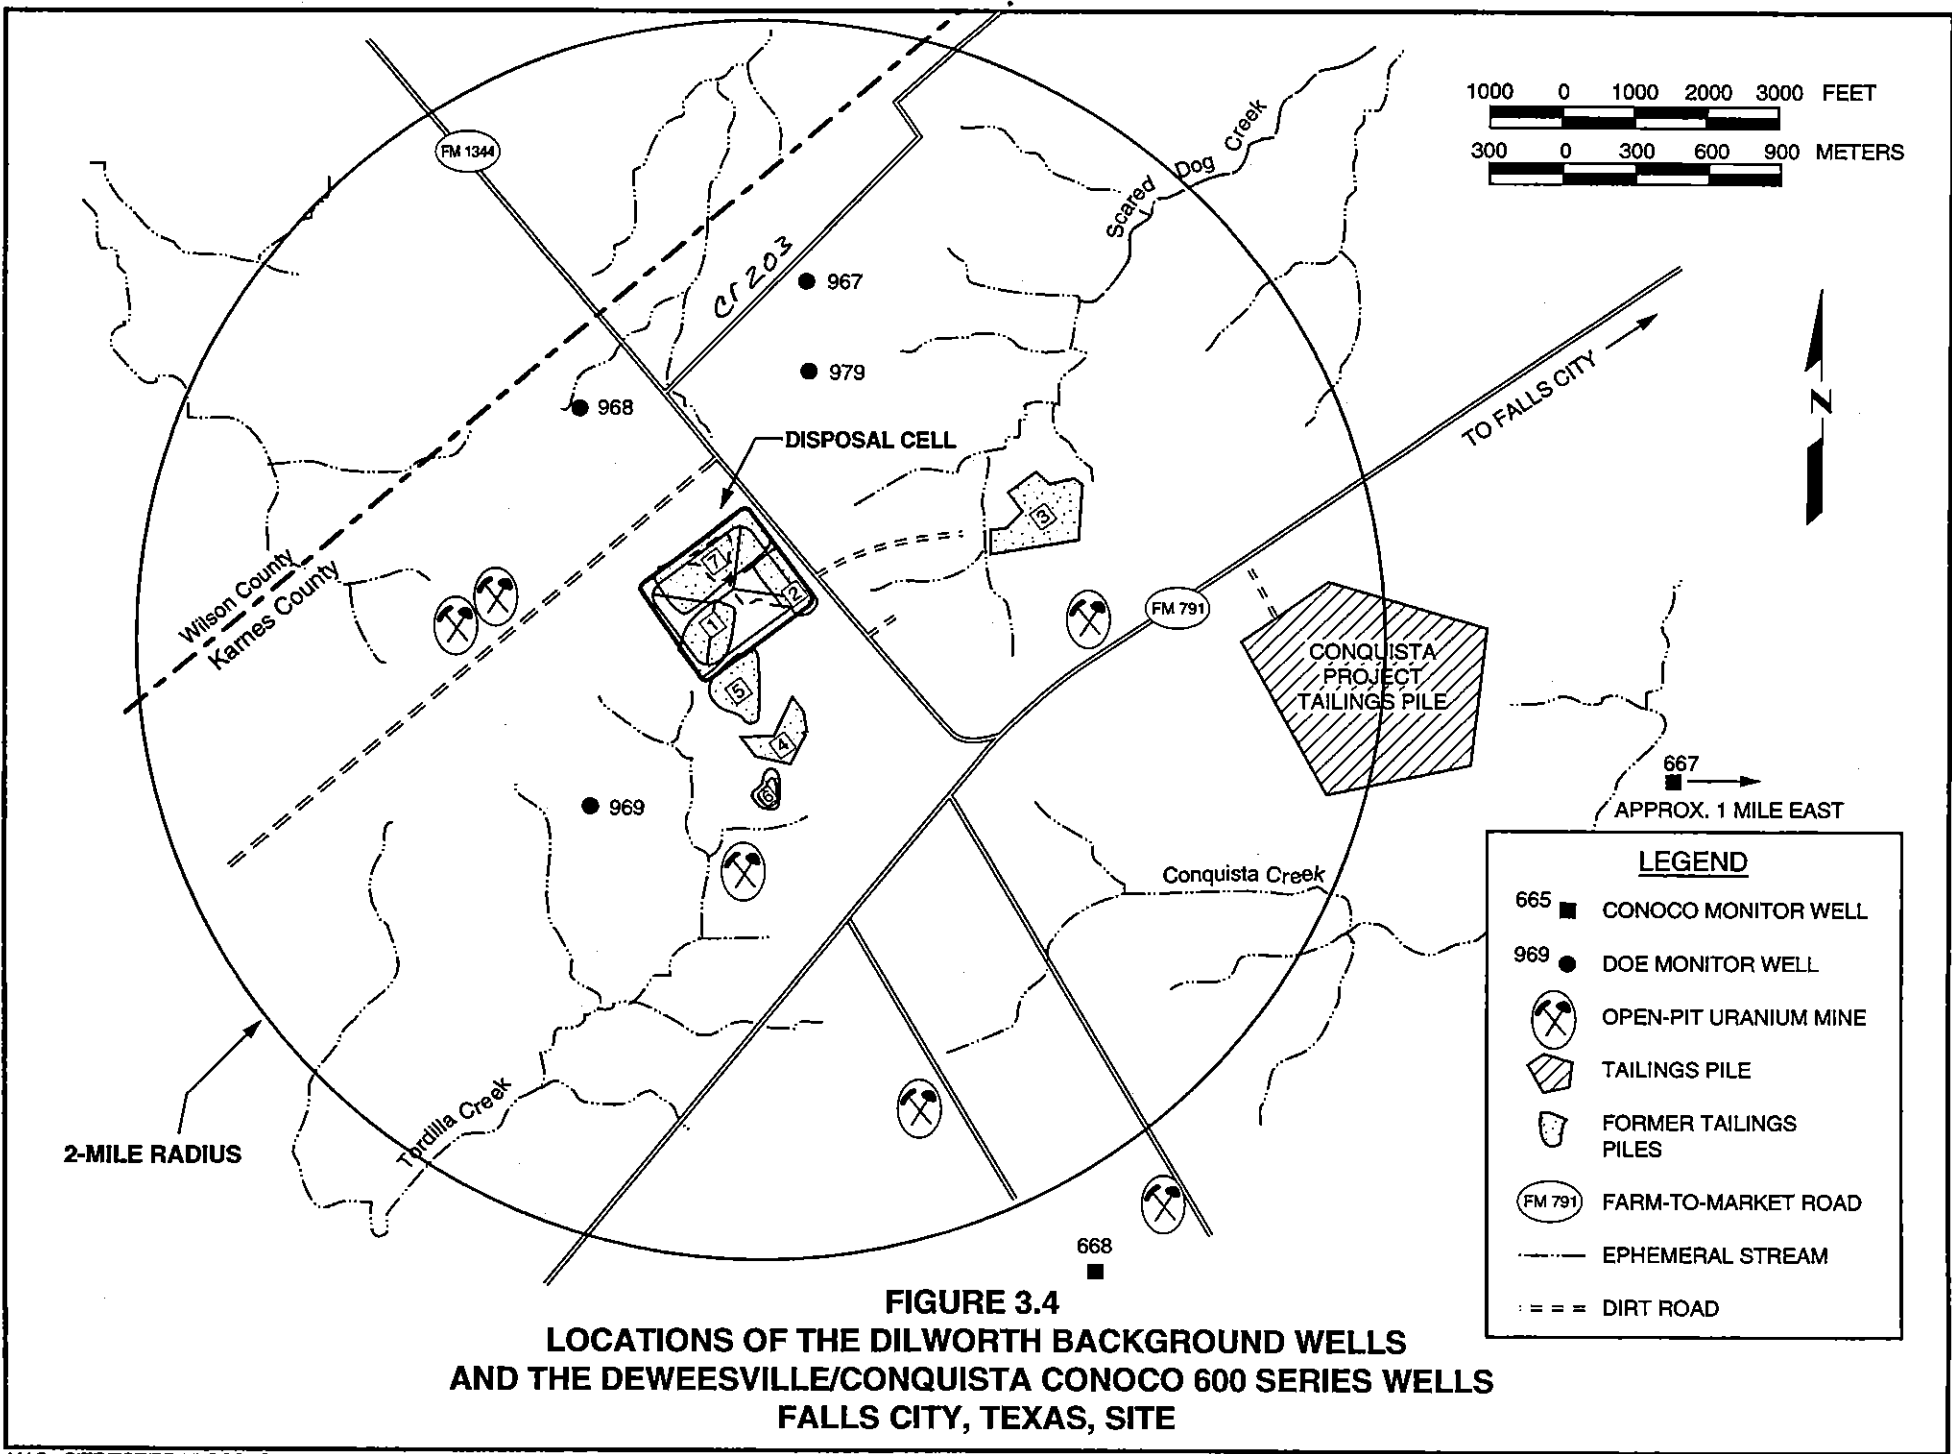 1000 0 1000 2000 3000 FEET
300 0 300 600 900 METERS
FM 1344
Scared Dog Creek
Cr 203
967
979
968
DISPOSAL CELL
N
TO FALLS CITY
3
7
2
1
Wilson County
Karnes County
FM 791
CONQUISTA
PROJECT
TAILINGS PILE
5
4
6
969
667
APPROX. 1 MILE EAST
Conquista Creek
Tordilla Creek
2-MILE RADIUS
668
LEGEND
665 CONOCO MONITOR WELL
969 DOE MONITOR WELL
OPEN-PIT URANIUM MINE
TAILINGS PILE
FORMER TAILINGS
PILES
FM 791 FARM-TO-MARKET ROAD
EPHEMERAL STREAM
DIRT ROAD
FIGURE 3.4
LOCATIONS OF THE DILWORTH BACKGROUND WELLS
AND THE DEWEESVILLE/CONQUISTA CONOCO 600 SERIES WELLS
FALLS CITY, TEXAS, SITE